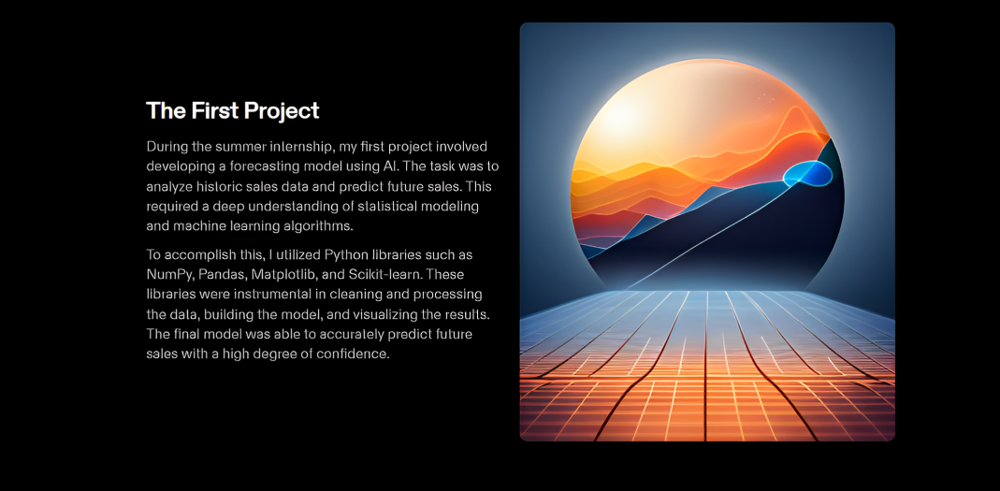 The First Project
During the summer internship, my first project involved
developing a forecasting model using AI. The task was to
analyze historic sales data and predict future sales. This
required a deep understanding of statistical modeling
and machine learning algorithms.
To accomplish this, I utilized Python libraries such as
NumPy, Pandas, Matplotlib, and Scikit-learn. These
libraries were instrumental in cleaning and processing
the data, building the model, and visualizing the results.
The final model was able to accurately predict future
sales with a high degree of confidence.